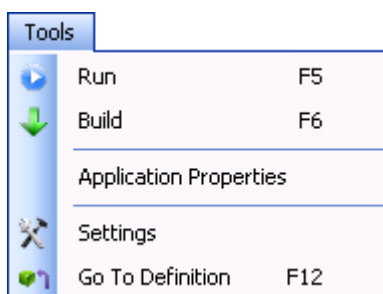 Tools
Run F5
Build F6
Application Properties
Settings
Go To Definition F12